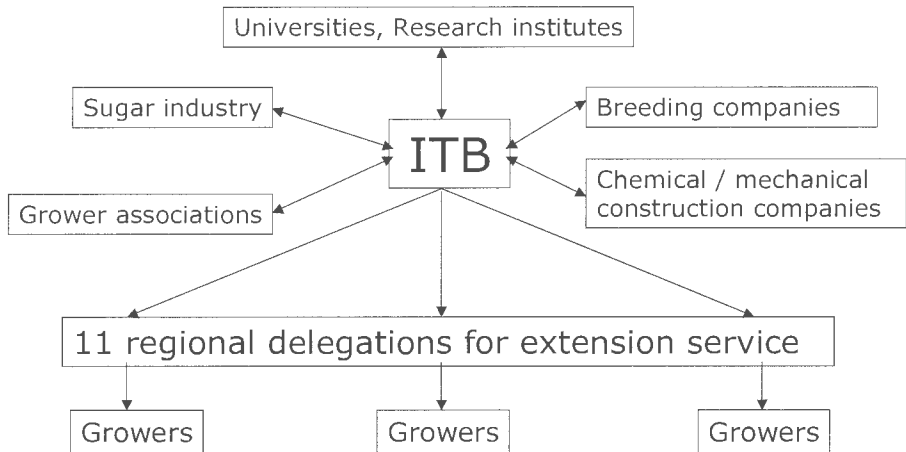 Universities, Research institutes
Sugar industry
Breeding companies
ITB
Chemical / mechanical
construction companies
Grower associations
11 regional delegations for extension service
Growers
Growers
Growers